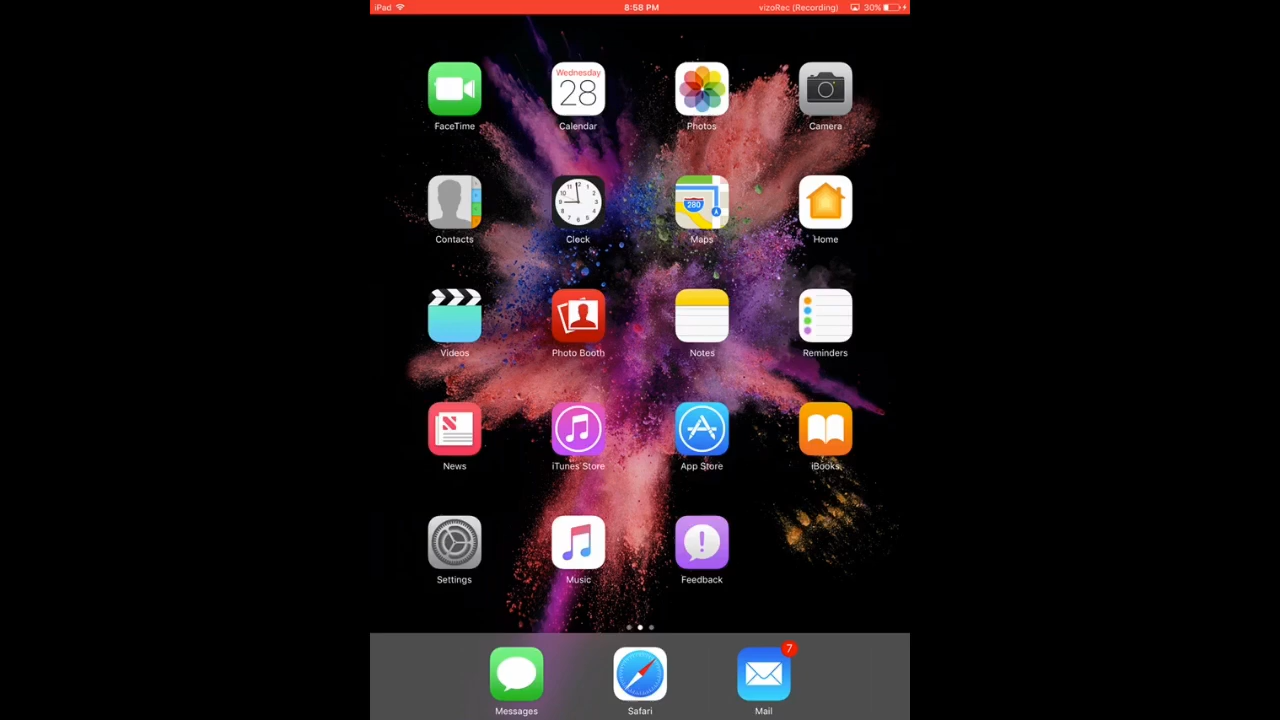 iPad 8:58 PM vizoRec (Recording) 30%
Wednesday
28
FaceTime Calendar Photos Camera
280
Contacts Clock Maps Home
Videos Photo Booth Notes Reminders
News iTunes Store App Store iBooks
Settings Music Feedback
7
Messages Safari Mail